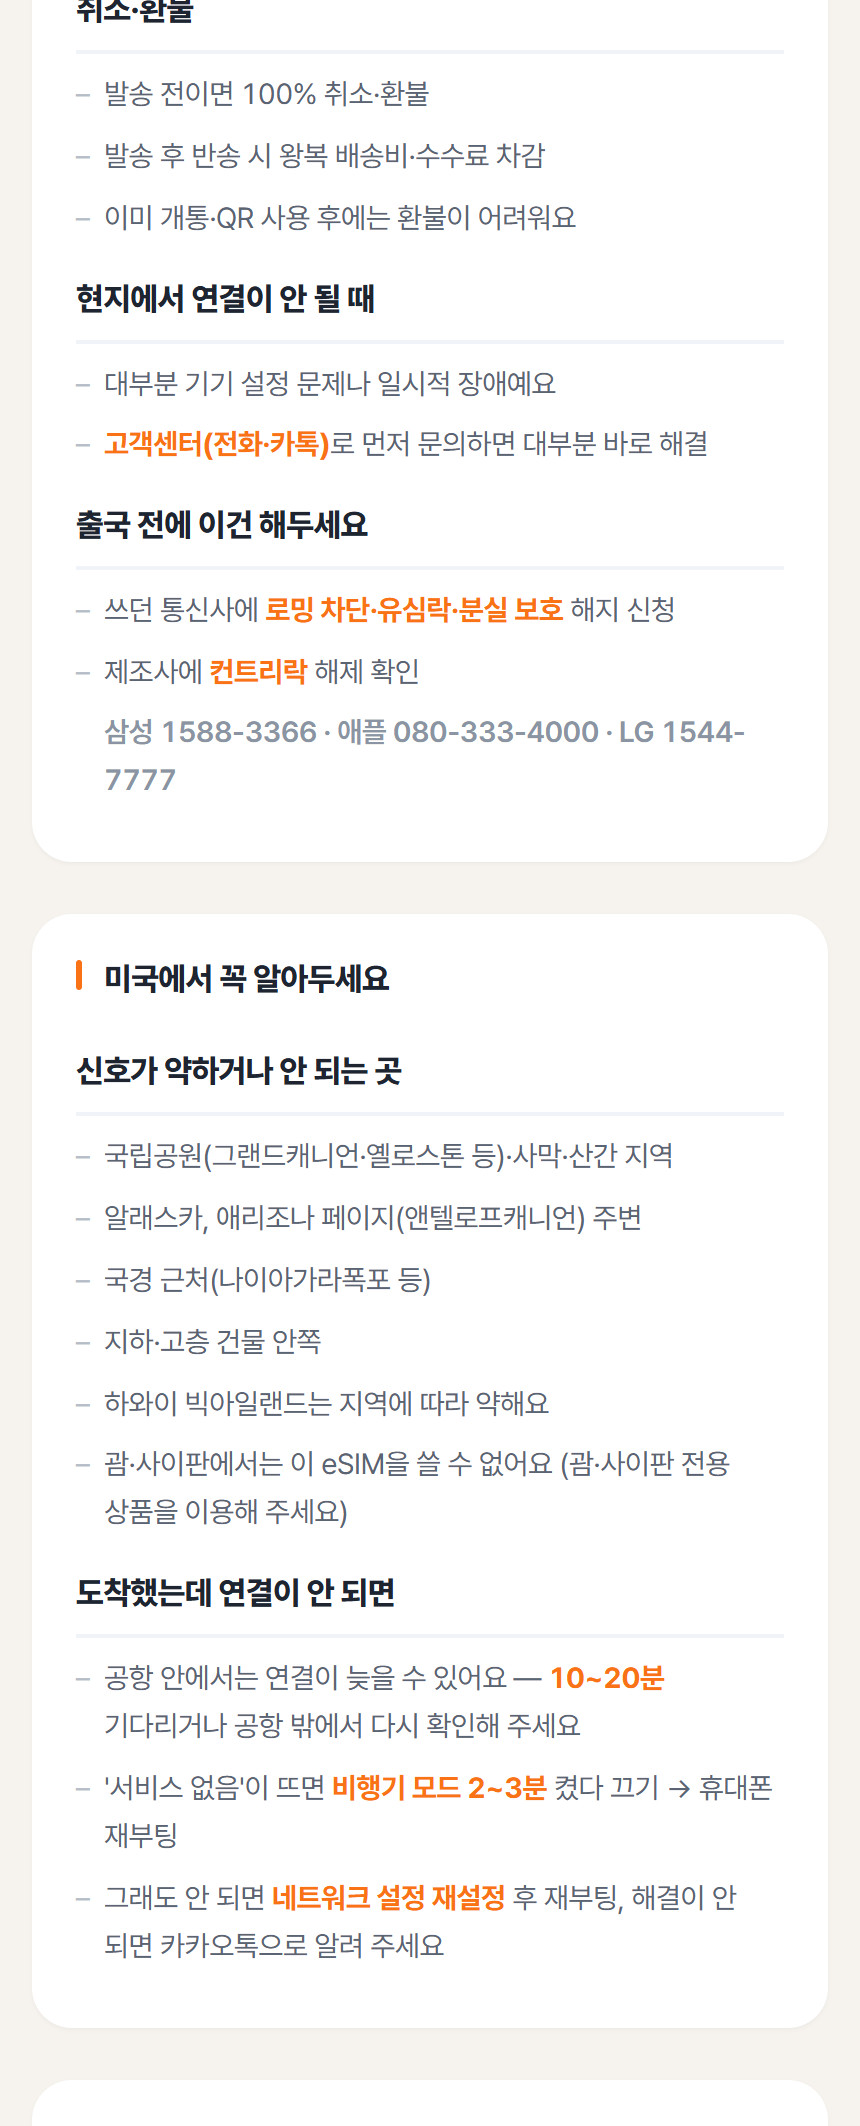 취소·환불
– 발송 전이면 100% 취소·환불
– 발송 후 반송 시 왕복 배송비·수수료 차감
– 이미 개통·QR 사용 후에는 환불이 어려워요
현지에서 연결이 안 될 때
– 대부분 기기 설정 문제나 일시적 장애예요
– 고객센터(전화·카톡)로 먼저 문의하면 대부분 바로 해결
출국 전에 이건 해두세요
– 쓰던 통신사에 로밍 차단·유심락·분실 보호 해지 신청
– 제조사에 컨트리락 해제 확인
삼성 1588-3366 · 애플 080-333-4000 · LG 1544-
7777
미국에서 꼭 알아두세요
신호가 약하거나 안 되는 곳
– 국립공원(그랜드캐니언·옐로스톤 등)·사막·산간 지역
– 알래스카, 애리조나 페이지(앤텔로프캐니언) 주변
– 국경 근처(나이아가라폭포 등)
– 지하·고층 건물 안쪽
– 하와이 빅아일랜드는 지역에 따라 약해요
– 괌·사이판에서는 이 eSIM을 쓸 수 없어요 (괌·사이판 전용
상품을 이용해 주세요)
도착했는데 연결이 안 되면
– 공항 안에서는 연결이 늦을 수 있어요 — 10~20분
기다리거나 공항 밖에서 다시 확인해 주세요
– '서비스 없음'이 뜨면 비행기 모드 2~3분 켰다 끄기 → 휴대폰
재부팅
– 그래도 안 되면 네트워크 설정 재설정 후 재부팅, 해결이 안
되면 카카오톡으로 알려 주세요